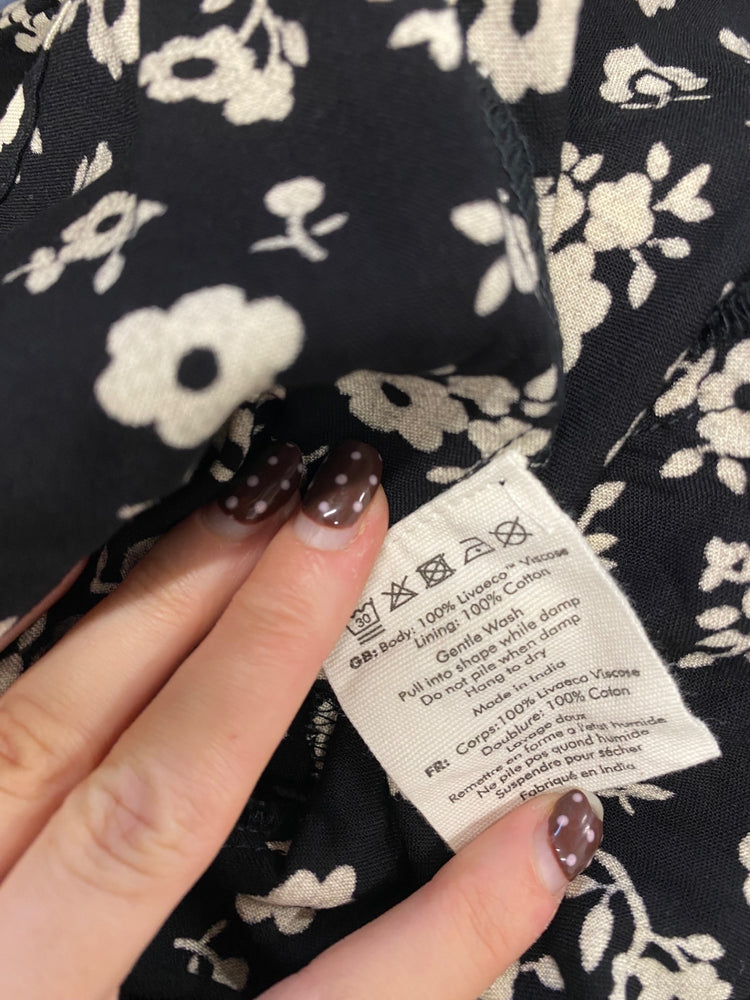 30
GB: Body: 100% Livaeco™ Viscose
Lining: 100% Cotton
Gentle Wash
Pull into shape while damp
Do not pile when damp
Hang to dry
Made in India
FR: Corps:100% Livaeco Viscose
Doublure: 100% Coton
Lavage doux
Remettre en forme a l'etat humide
Ne pile pas quand humide
Suspendre pour sécher
Fabriqué en India